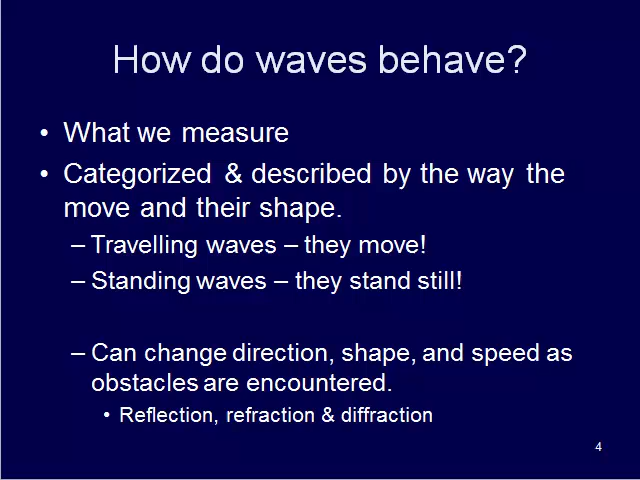 How do waves behave?
• What we measure
• Categorized & described by the way the
move and their shape.
– Travelling waves – they move!
– Standing waves – they stand still!
– Can change direction, shape, and speed as
obstacles are encountered.
• Reflection, refraction & diffraction
4